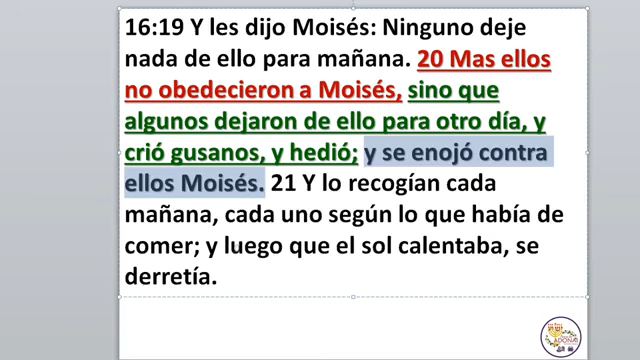 16:19 Y les dijo Moisés: Ninguno deje
nada de ello para mañana. 20 Mas ellos
no obedecieron a Moisés, sino que
algunos dejaron de ello para otro día, y
crió gusanos, y hedió; y se enojó contra
ellos Moisés. 21 Y lo recogían cada
mañana, cada uno según lo que había de
comer; y luego que el sol calentaba, se
derretía.
ADONAI